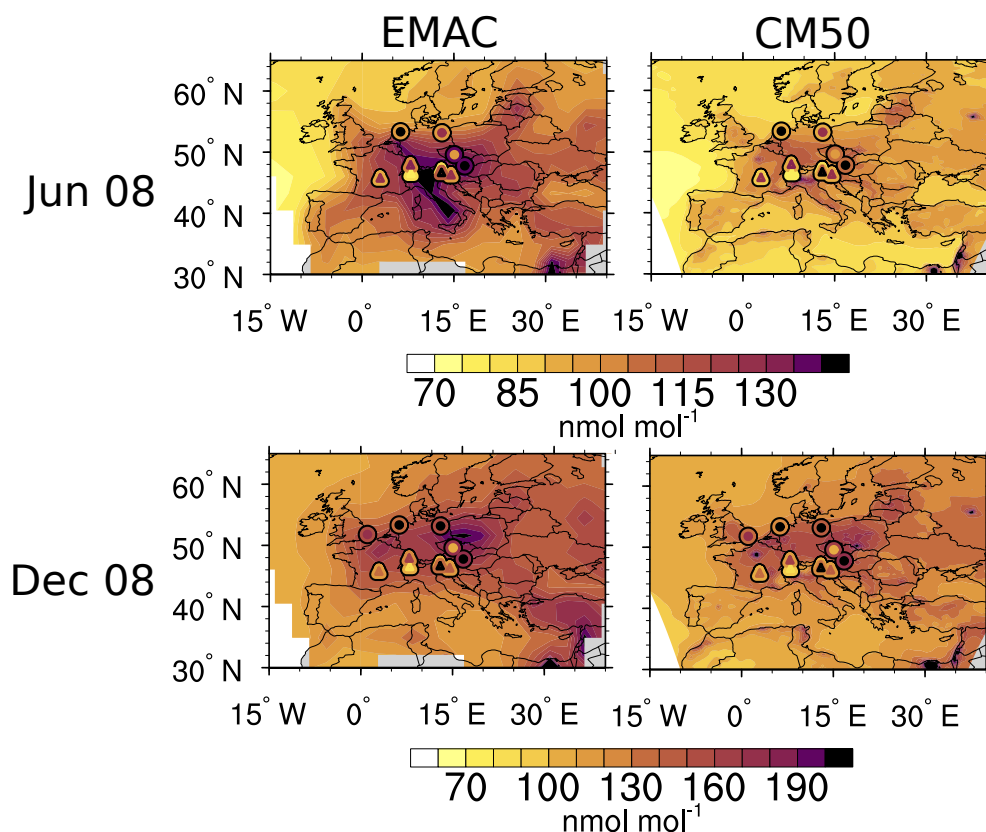 EMAC CM50
Jun 08
60° N
50° N
40° N
30° N
15° W 0° 15° E 30° E
15° W 0° 15° E 30° E
70 85 100 115 130
nmol mol-1
Dec 08
60° N
50° N
40° N
30° N
15° W 0° 15° E 30° E
15° W 0° 15° E 30° E
70 100 130 160 190
nmol mol-1